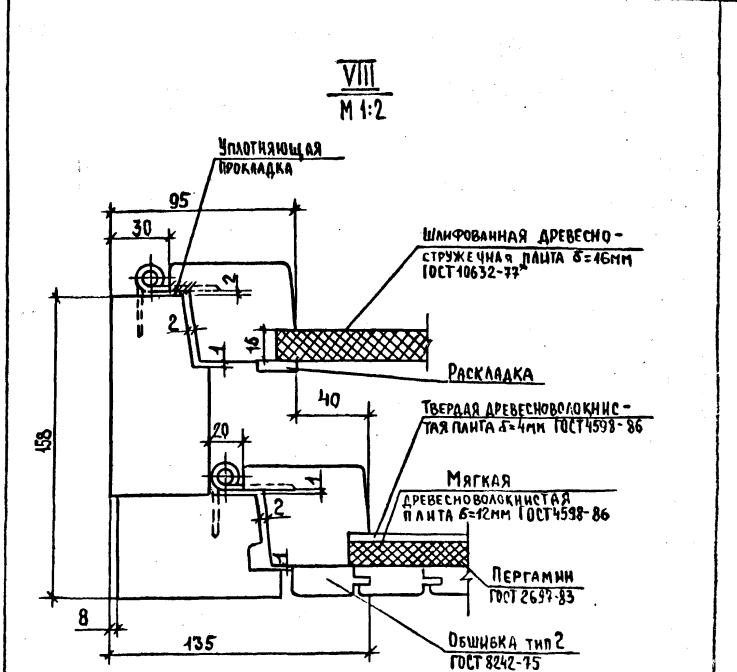 VIII
М 1:2
Уплотняющая
прокладка
95
30
Шлифованная древесно-
стружечная плита δ=16мм
ГОСТ 10632-77*
2
2
1
16
Раскладка
40
Твердая древесноволокнис-
тая плита δ=4мм ГОСТ 4598-86
158
20
Мягкая
древесноволокнистая
плита δ=12мм ГОСТ 4598-86
1
2
1
Пергамин
ГОСТ 2697-83
8
135
Обшивка тип 2
ГОСТ 8242-75